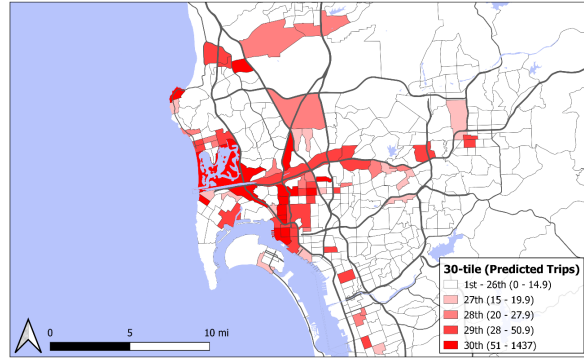 30-tile (Predicted Trips)
1st - 26th (0 - 14.9)
27th (15 - 19.9)
28th (20 - 27.9)
29th (28 - 50.9)
30th (51 - 1437)
0 5 10 mi